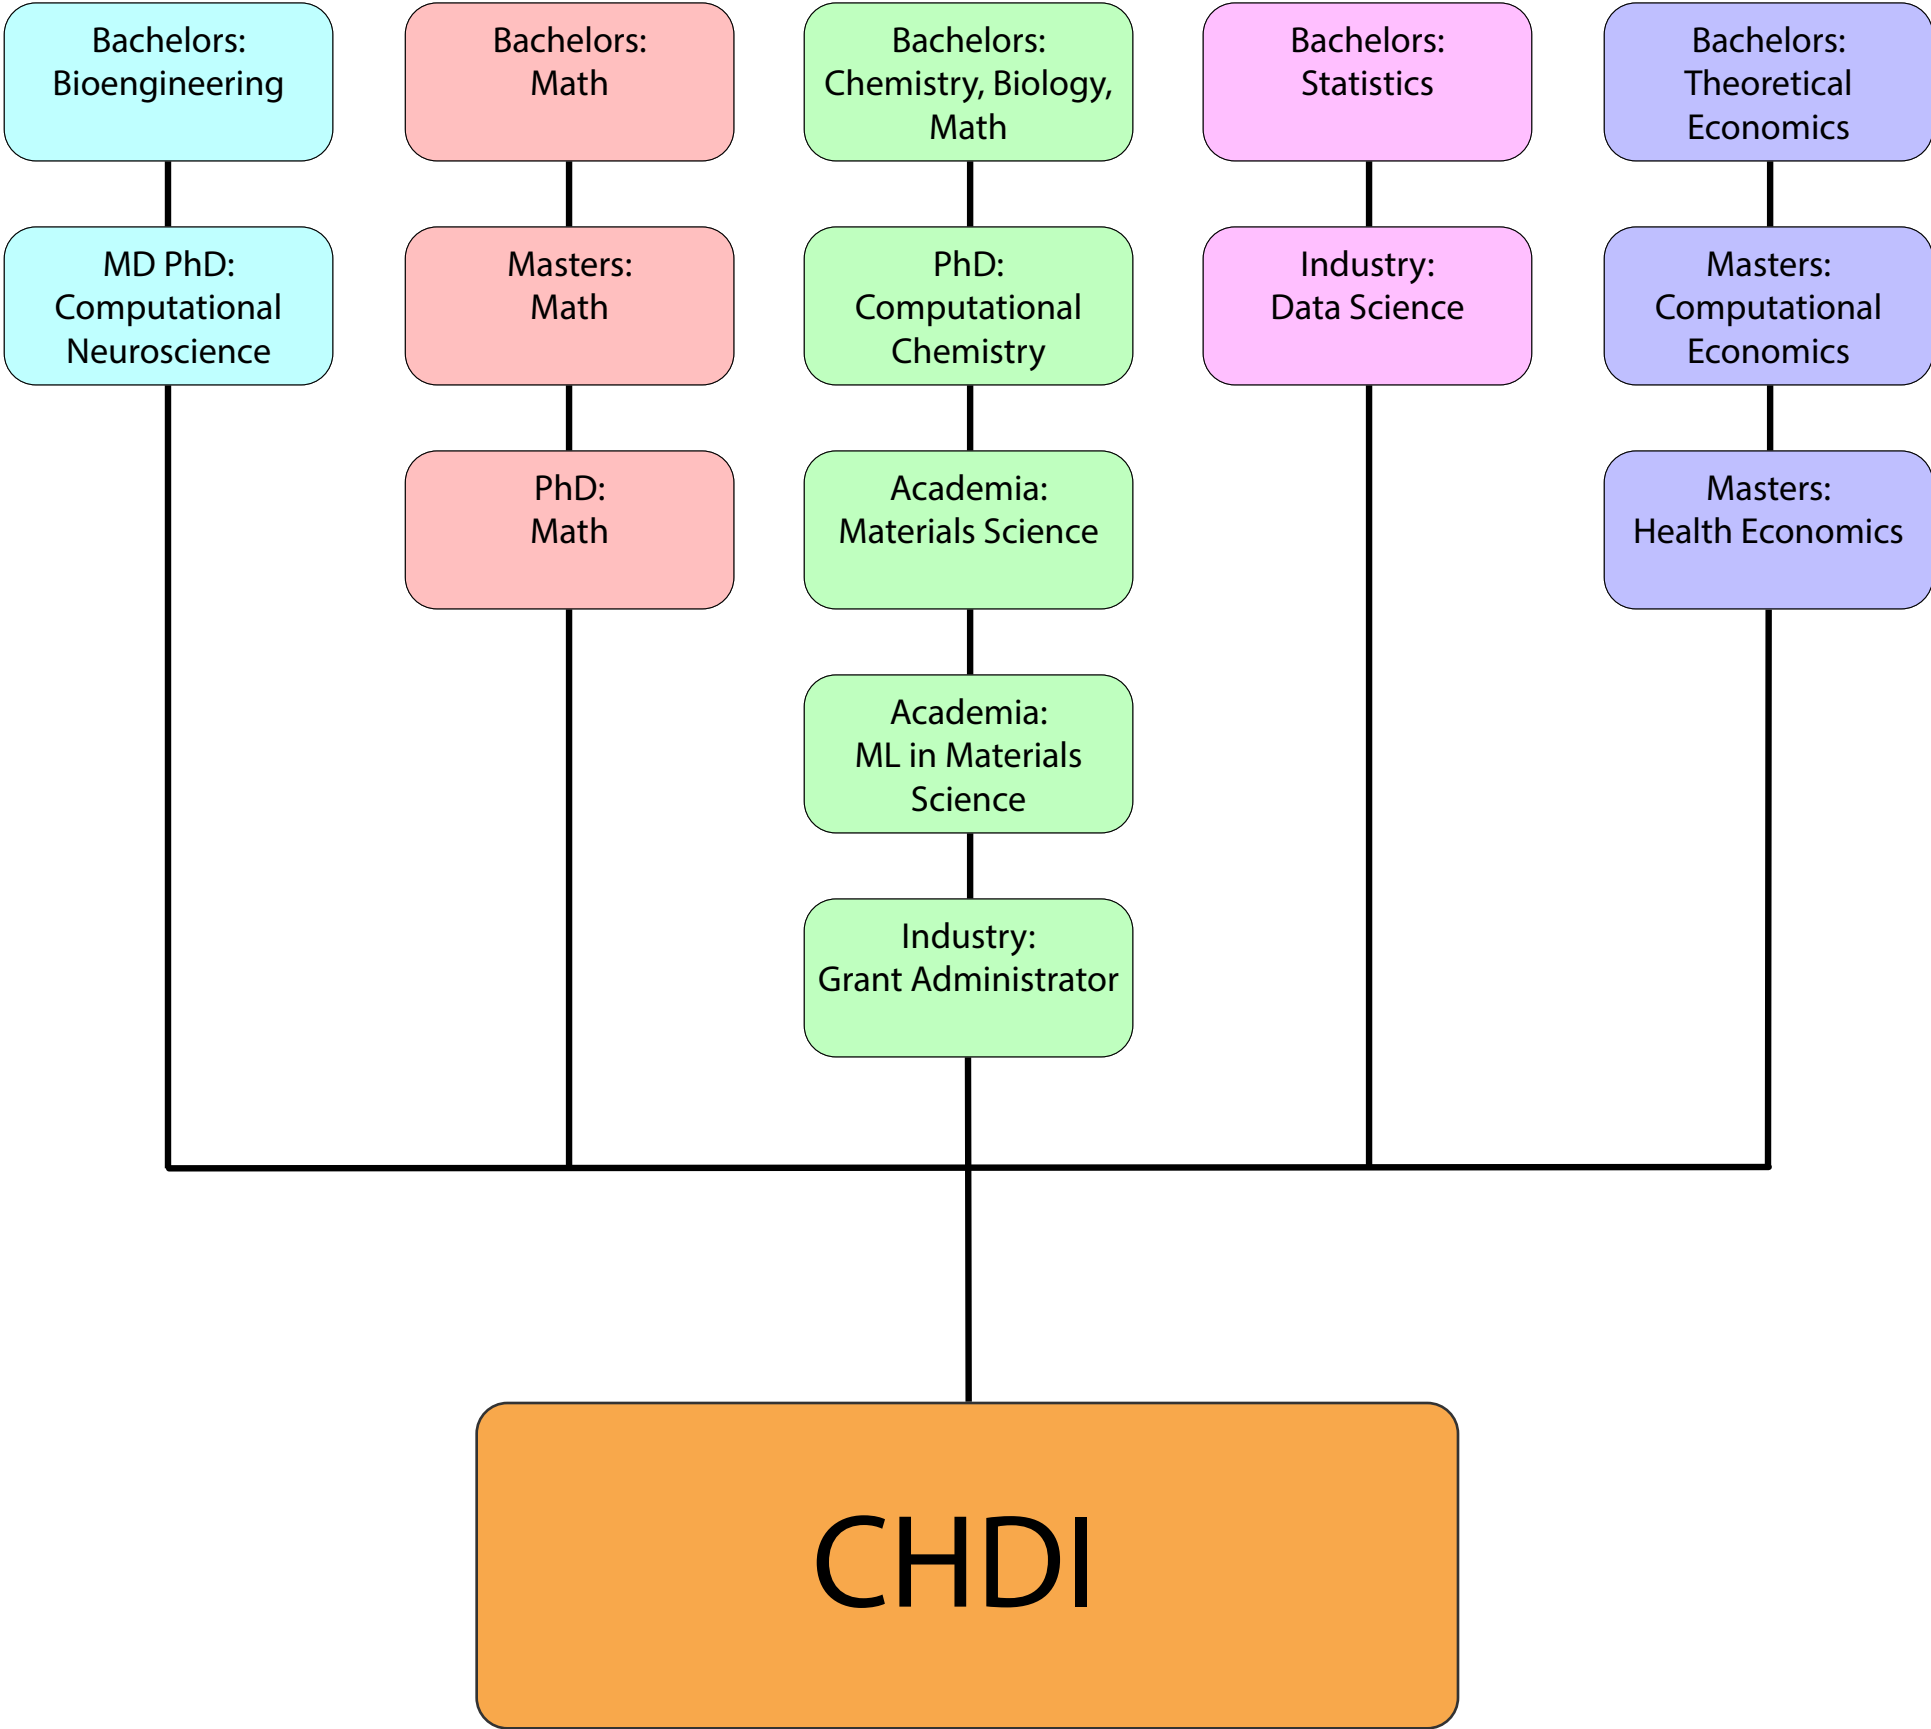 Bachelors:
Bioengineering
Bachelors:
Math
Bachelors:
Chemistry, Biology,
Math
Bachelors:
Statistics
Bachelors:
Theoretical
Economics
MD PhD:
Computational
Neuroscience
Masters:
Math
PhD:
Computational
Chemistry
Industry:
Data Science
Masters:
Computational
Economics
PhD:
Math
Academia:
Materials Science
Masters:
Health Economics
Academia:
ML in Materials
Science
Industry:
Grant Administrator
CHDI